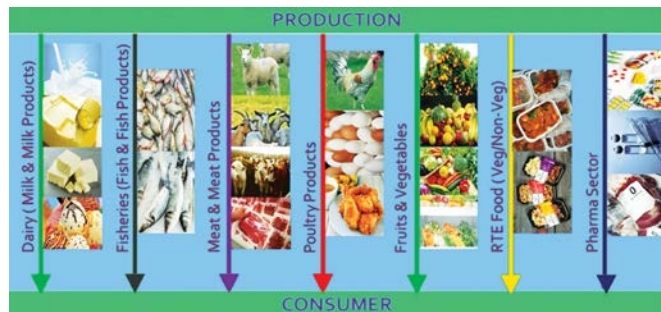 PRODUCTION
Dairy (Milk & Milk Products)
Fisheries (Fish & Fish Products)
Meat & Meat Products
Poultry Products
Fruits & Vegetables
RTE Food (Veg/Non-Veg)
Pharma Sector
O
CONSUMER